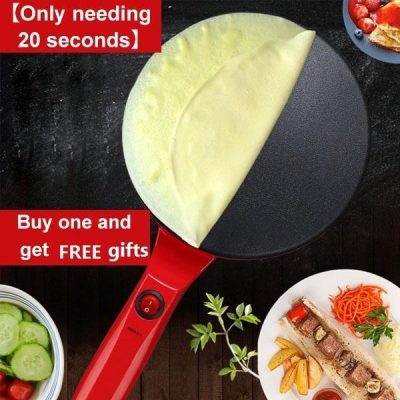 【Only needing
20 seconds】
Buy one and
get FREE gifts